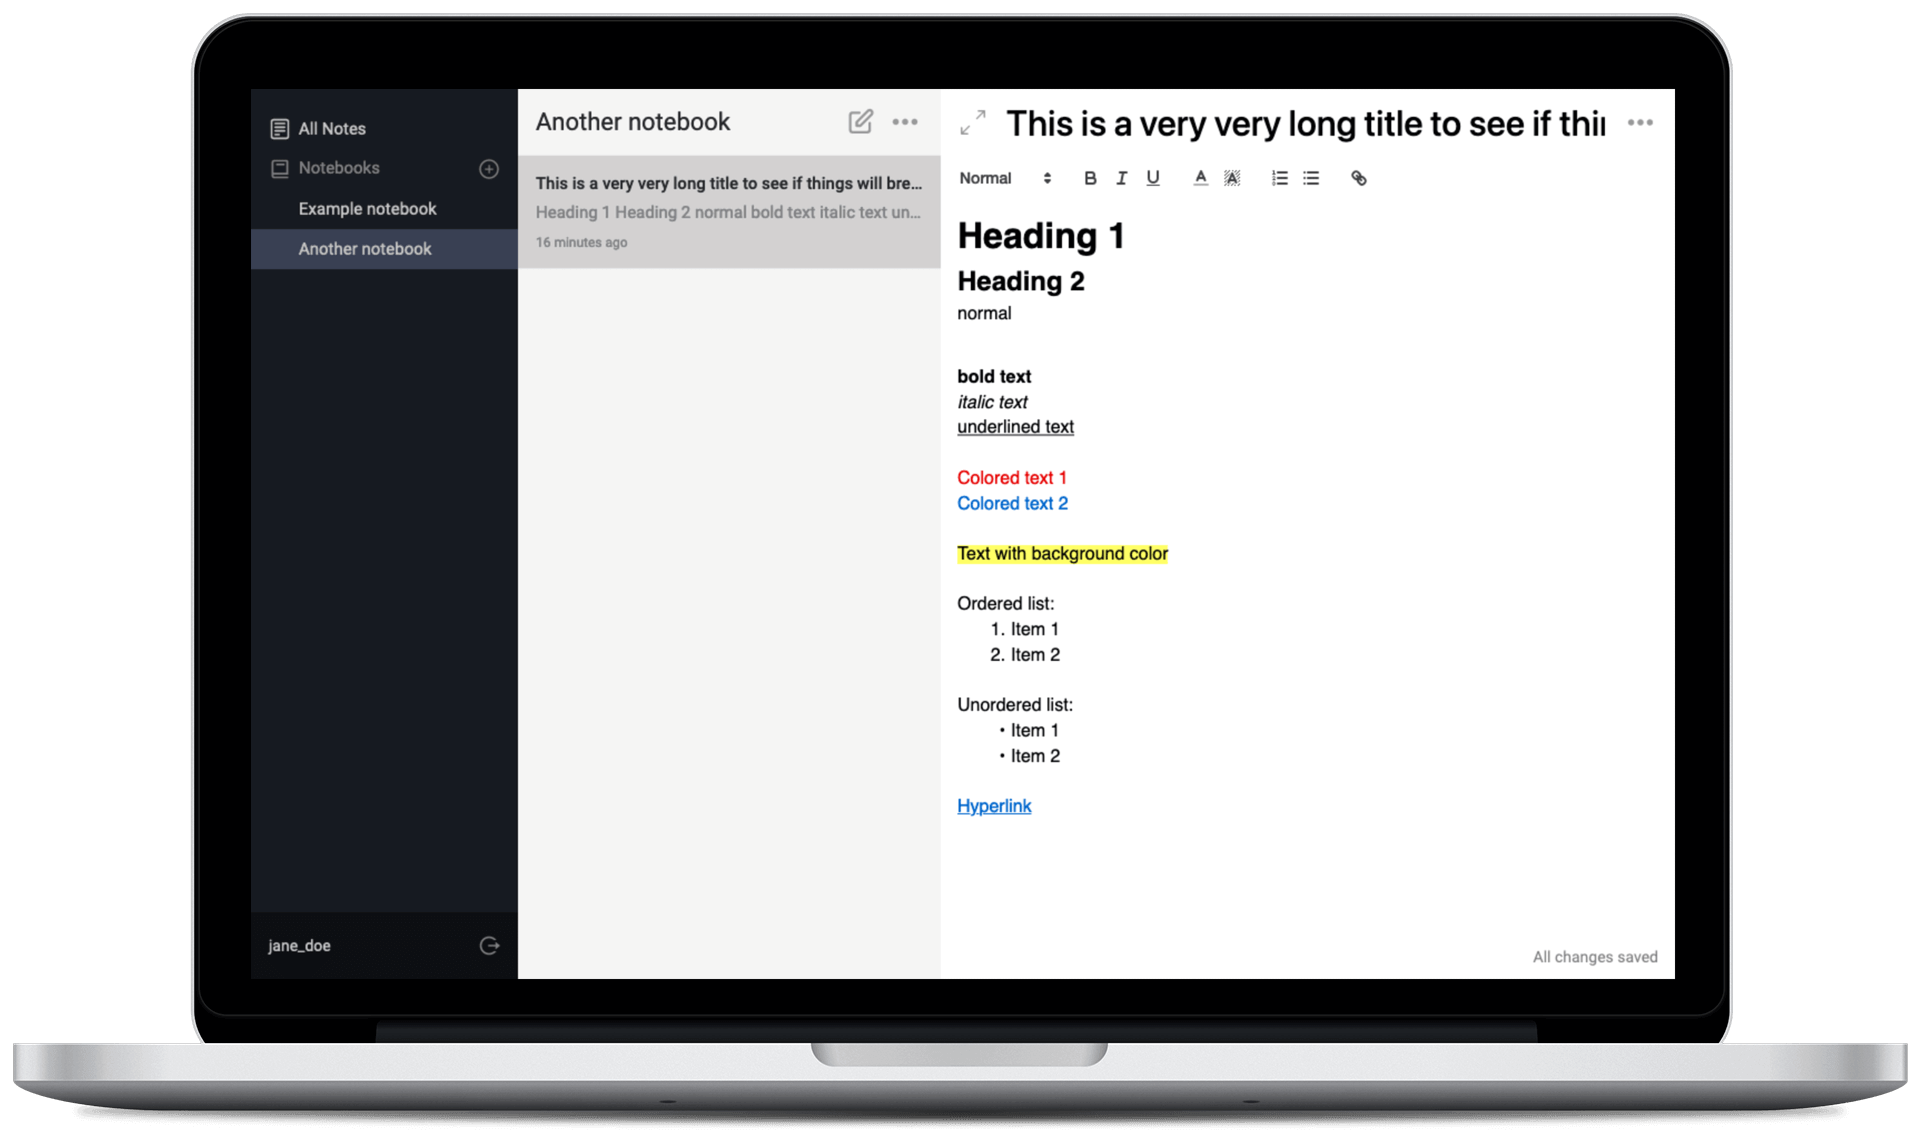 All Notes
Notebooks
Example notebook
Another notebook
jane_doe
Another notebook
This is a very very long title to see if things will bre...
Heading 1 Heading 2 normal bold text italic text un...
16 minutes ago
This is a very very long title to see if thi
Normal B I U A A
Heading 1
Heading 2
normal
bold text
italic text
underlined text
Colored text 1
Colored text 2
Text with background color
Ordered list:
1. Item 1
2. Item 2
Unordered list:
• Item 1
• Item 2
Hyperlink
All changes saved